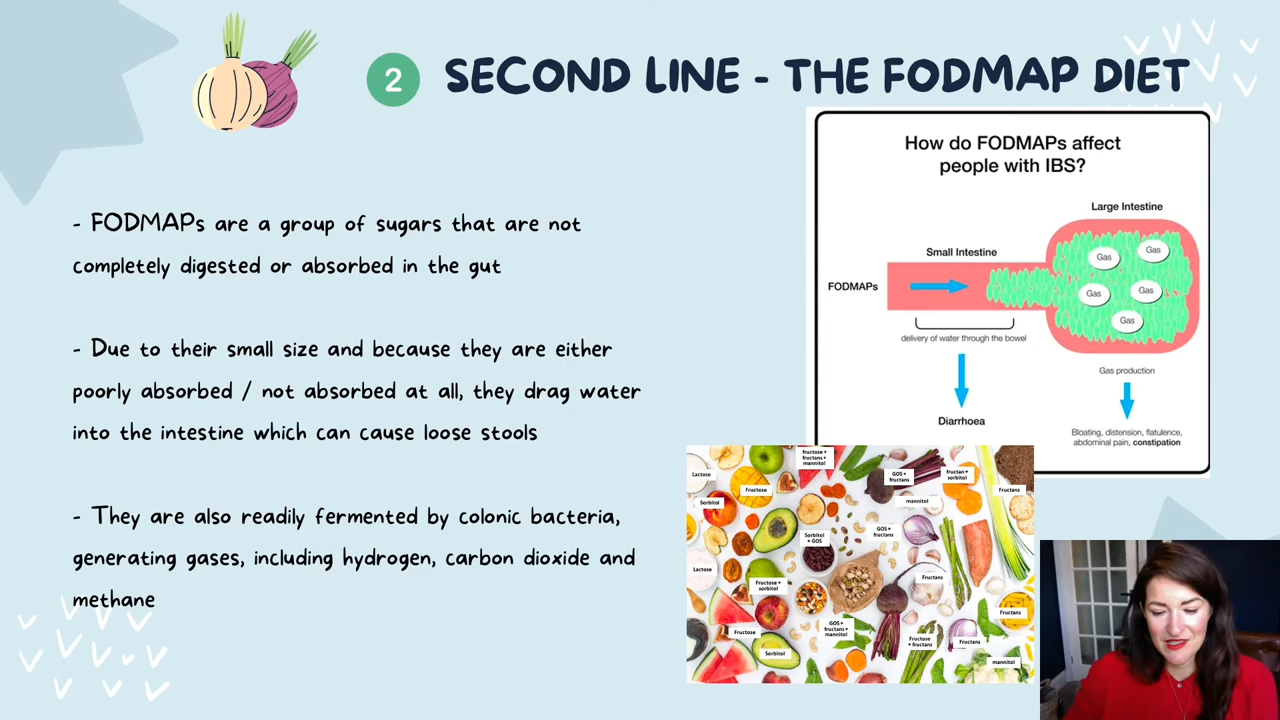 2
SECOND LINE - THE FODMAP DIET
- FODMAPs are a group of sugars that are not
completely digested or absorbed in the gut
- Due to their small size and because they are either
poorly absorbed / not absorbed at all, they drag water
into the intestine which can cause loose stools
- They are also readily fermented by colonic bacteria,
generating gases, including hydrogen, carbon dioxide and
methane
How do FODMAPs affect
people with IBS?
Large Intestine
Small Intestine
FODMAPs
Gas
Gas
Gas
Gas
Gas
delivery of water through the bowel
Gas production
Diarrhoea
Bloating, distension, flatulence,
abdominal pain, constipation
fructose +
fructans +
mannitol
Lactose
GOS +
fructans
fructan +
sorbitol
Fructose
Fructans
Sorbitol
mannitol
Sorbitol
+ GOS
GOS +
fructans
Lactose
Fructans
Fructose +
sorbitol
Fructans
GOS +
fructans +
mannitol
Fructose
Fructose
+ fructans
Fructans
Sorbitol
mannitol